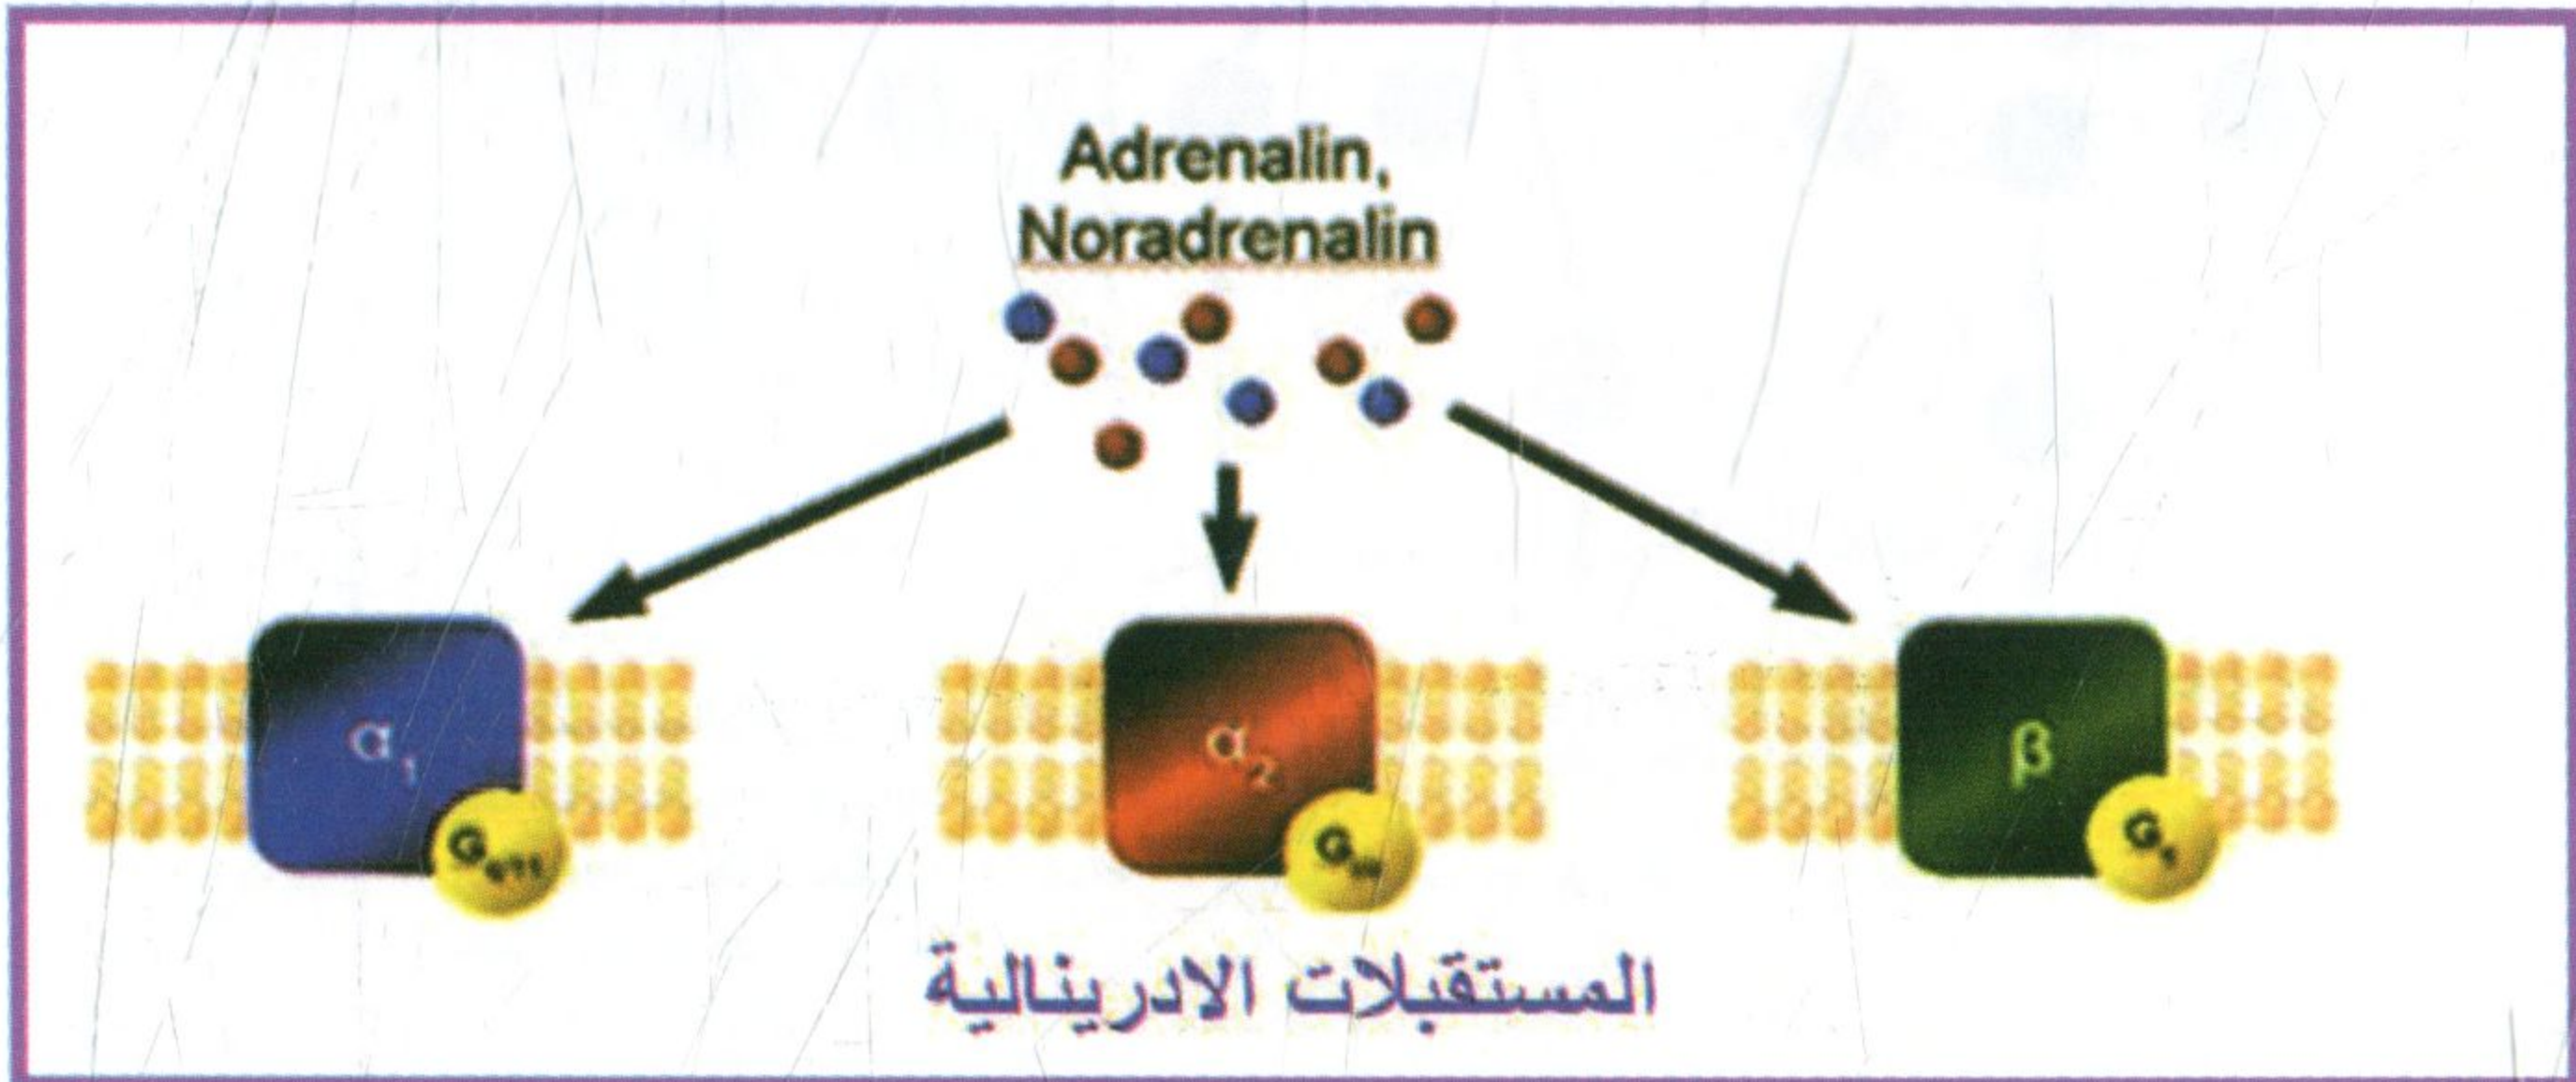 Adrenalin,
Noradrenalin
α1
α2
β
G
G
G
المستقبلات الادرينالية